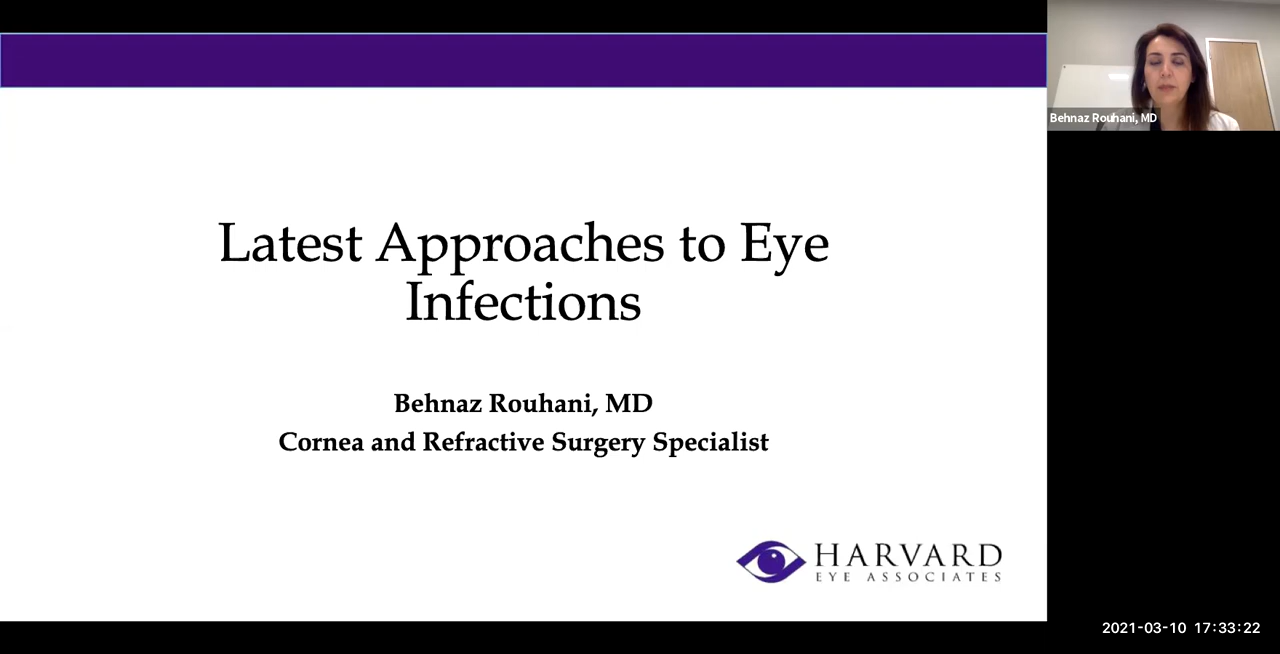 Latest Approaches to Eye
Infections
Behnaz Rouhani, MD
Cornea and Refractive Surgery Specialist
HARVARD
EYE ASSOCIATES
Behnaz Rouhani, MD
2021-03-10 17:33:22